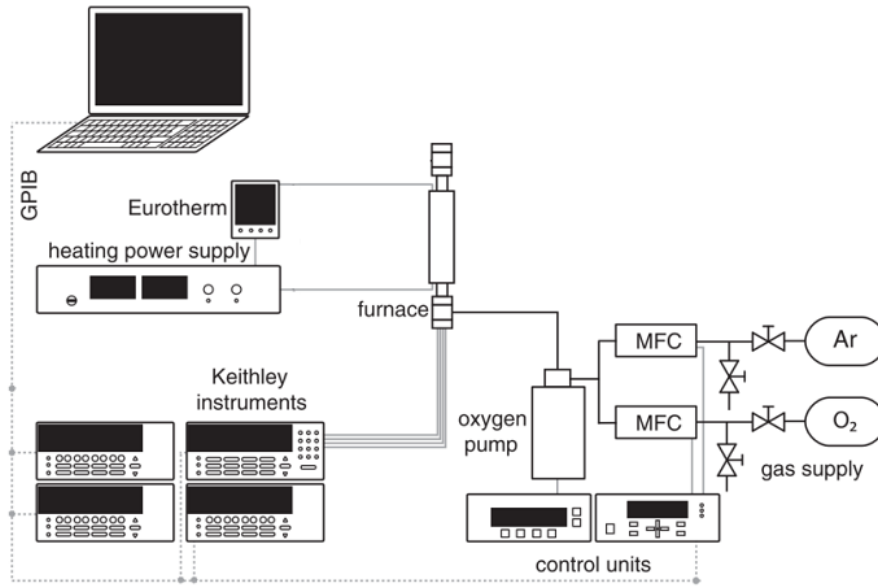 GPIB
Eurotherm
heating power supply
furnace
Keithley
instruments
oxygen
pump
MFC
Ar
MFC
O₂
gas supply
control units